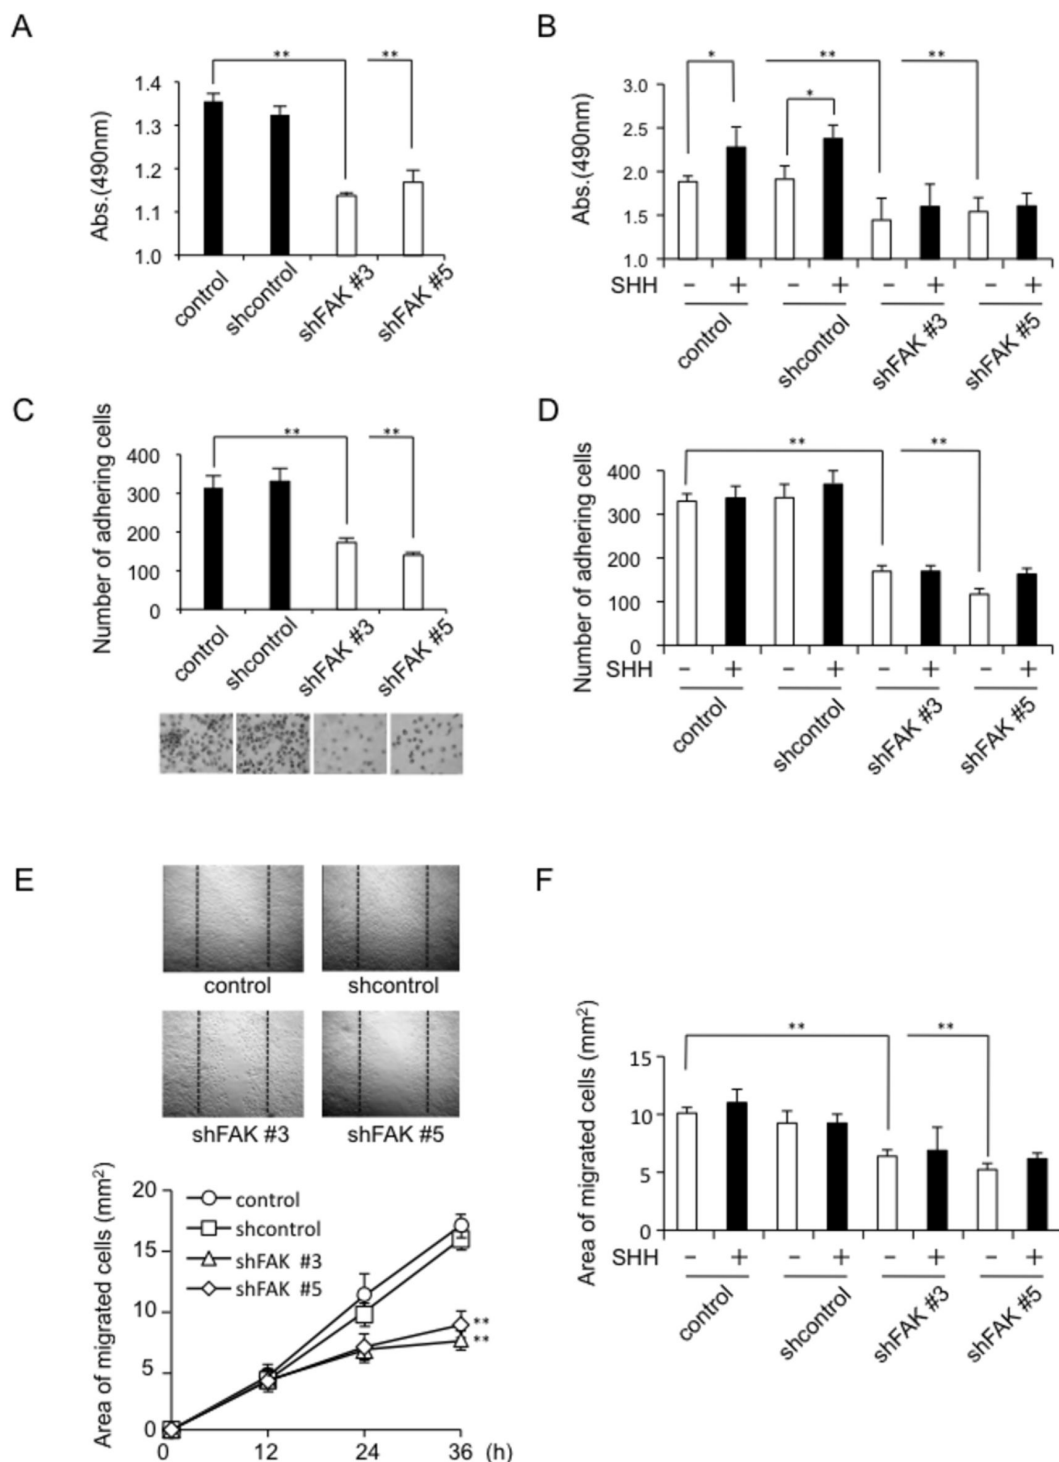 A
** **
Abs.(490nm)
1.4
1.3
1.2
1.1
1.0
control
shcontrol
shFAK #3
shFAK #5
B
* ** **
*
Abs.(490nm)
3.0
2.5
2.0
1.5
1.0
SHH − + − + − + − +
control
shcontrol
shFAK #3
shFAK #5
C
** **
Number of adhering cells
400
300
200
100
0
control
shcontrol
shFAK #3
shFAK #5
D
** **
Number of adhering cells
400
300
200
100
0
SHH − + − + − + − +
control
shcontrol
shFAK #3
shFAK #5
E
control shcontrol
shFAK #3 shFAK #5
Area of migrated cells (mm²)
20
15
10
5
0
control
shcontrol
shFAK #3
shFAK #5
**
**
0 12 24 36 (h)
F
** **
Area of migrated cells (mm²)
15
10
5
0
SHH − + − + − + − +
control
shcontrol
shFAK #3
shFAK #5